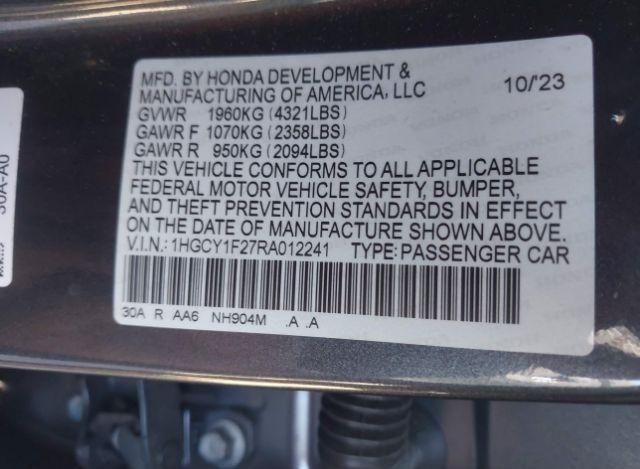 MFD. BY HONDA DEVELOPMENT &
MANUFACTURING OF AMERICA, LLC 10/'23
GVWR 1960KG (4321LBS)
GAWR F 1070KG (2358LBS)
GAWR R 950KG (2094LBS)
THIS VEHICLE CONFORMS TO ALL APPLICABLE
FEDERAL MOTOR VEHICLE SAFETY, BUMPER,
AND THEFT PREVENTION STANDARDS IN EFFECT
ON THE DATE OF MANUFACTURE SHOWN ABOVE.
V.I.N.:1HGCY1F27RA012241 TYPE:PASSENGER CAR
30A R AA6 NH904M .A .A
30A-A0